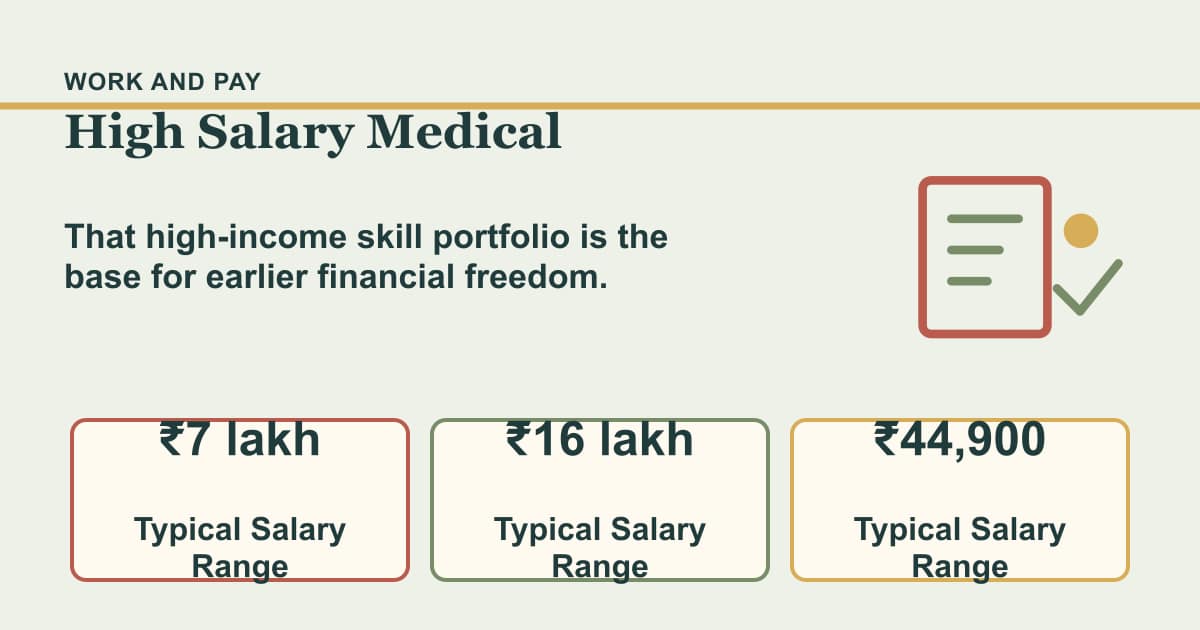 WORK AND PAY
High Salary Medical
That high-income skill portfolio is the
base for earlier financial freedom.
₹7 lakh
Typical Salary
Range
₹16 lakh
Typical Salary
Range
₹44,900
Typical Salary
Range